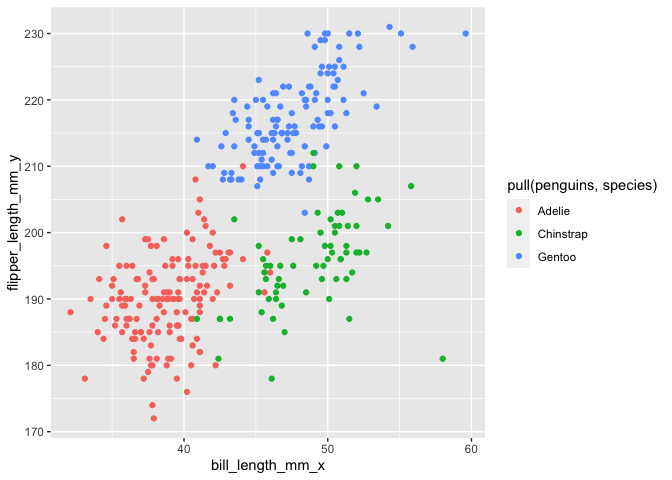 230
220
210
200
190
180
170
flipper_length_mm_y
40
50
60
bill_length_mm_x
pull(penguins, species)
Adelie
Chinstrap
Gentoo